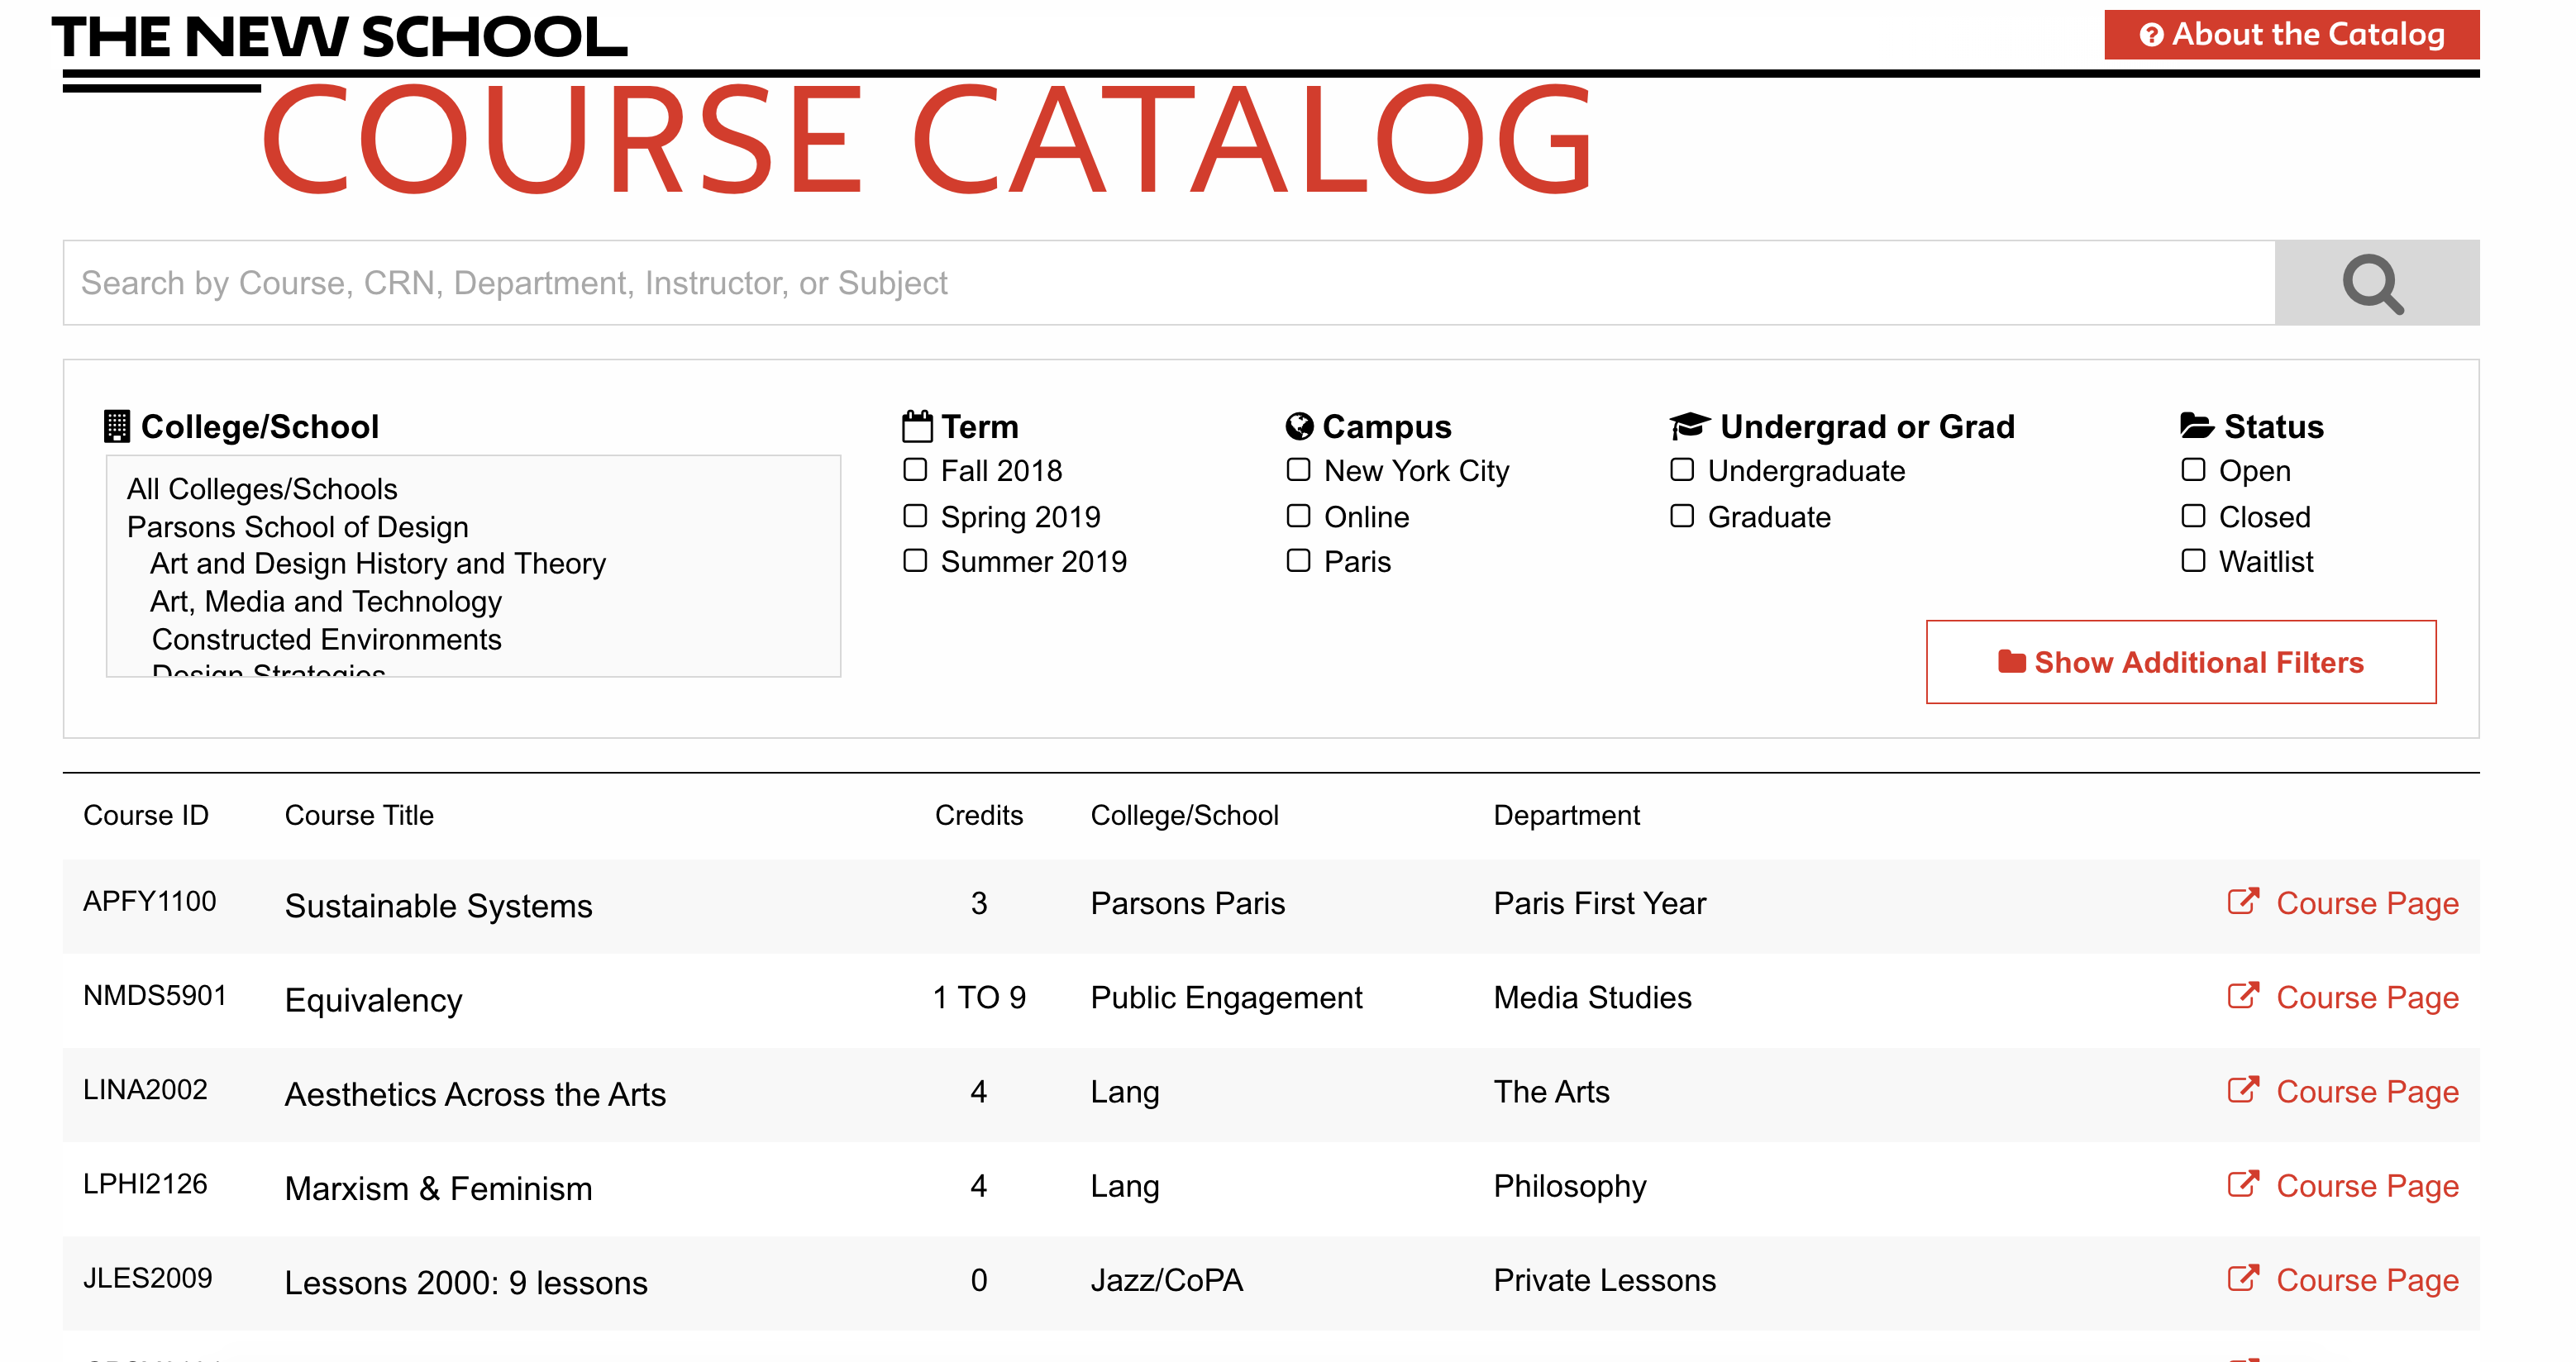 THE NEW SCHOOL
About the Catalog
COURSE CATALOG
Search by Course, CRN, Department, Instructor, or Subject
College/School
All Colleges/Schools
Parsons School of Design
Art and Design History and Theory
Art, Media and Technology
Constructed Environments
Design Strategies
Term
Fall 2018
Spring 2019
Summer 2019
Campus
New York City
Online
Paris
Undergrad or Grad
Undergraduate
Graduate
Status
Open
Closed
Waitlist
Show Additional Filters
Course ID Course Title Credits College/School Department
APFY1100 Sustainable Systems 3 Parsons Paris Paris First Year Course Page
NMDS5901 Equivalency 1 TO 9 Public Engagement Media Studies Course Page
LINA2002 Aesthetics Across the Arts 4 Lang The Arts Course Page
LPHI2126 Marxism & Feminism 4 Lang Philosophy Course Page
JLES2009 Lessons 2000: 9 lessons 0 Jazz/CoPA Private Lessons Course Page